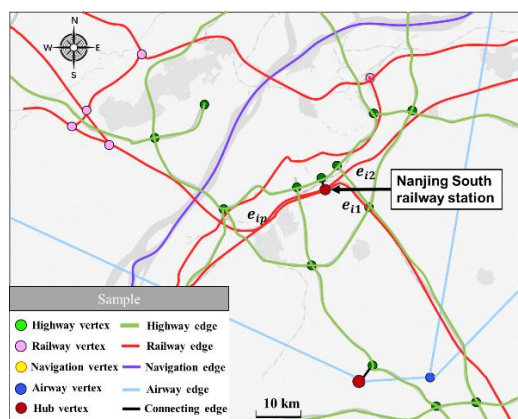 N
W E
S
e_{i2}
Nanjing South
railway station
e_{ip}
e_{i1}
Sample
Highway vertex Highway edge
Railway vertex Railway edge
Navigation vertex Navigation edge
Airway vertex Airway edge
Hub vertex Connecting edge
10 km